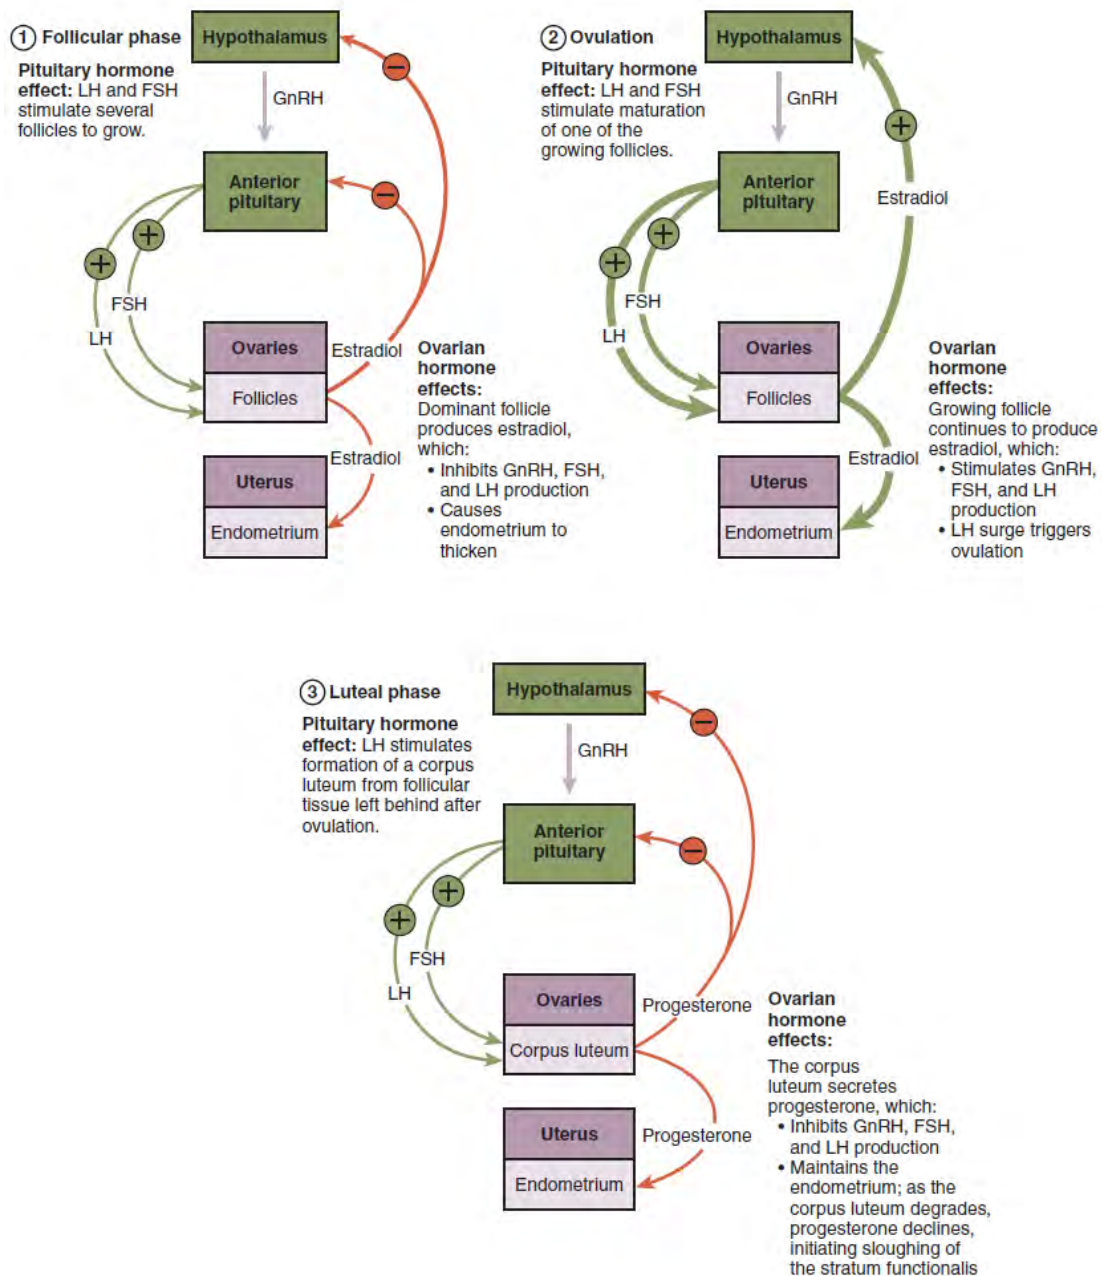 1 Follicular phase
Pituitary hormone
effect: LH and FSH
stimulate several
follicles to grow.
Hypothalamus
GnRH
Anterior
pituitary
LH
FSH
Ovaries
Follicles
Estradiol
Estradiol
Uterus
Endometrium
Ovarian
hormone
effects:
Dominant follicle
produces estradiol,
which:
• Inhibits GnRH, FSH,
and LH production
• Causes
endometrium to
thicken
2 Ovulation
Pituitary hormone
effect: LH and FSH
stimulate maturation
of one of the
growing follicles.
Hypothalamus
GnRH
Anterior
pituitary
Estradiol
FSH
LH
Ovaries
Follicles
Estradiol
Uterus
Endometrium
Ovarian
hormone
effects:
Growing follicle
continues to produce
estradiol, which:
• Stimulates GnRH,
FSH, and LH
production
• LH surge triggers
ovulation
3 Luteal phase
Pituitary hormone
effect: LH stimulates
formation of a corpus
luteum from follicular
tissue left behind after
ovulation.
Hypothalamus
GnRH
Anterior
pituitary
FSH
LH
Ovaries
Corpus luteum
Progesterone
Progesterone
Uterus
Endometrium
Ovarian
hormone
effects:
The corpus
luteum secretes
progesterone, which:
• Inhibits GnRH, FSH,
and LH production
• Maintains the
endometrium; as the
corpus luteum degrades,
progesterone declines,
initiating sloughing of
the stratum functionalis